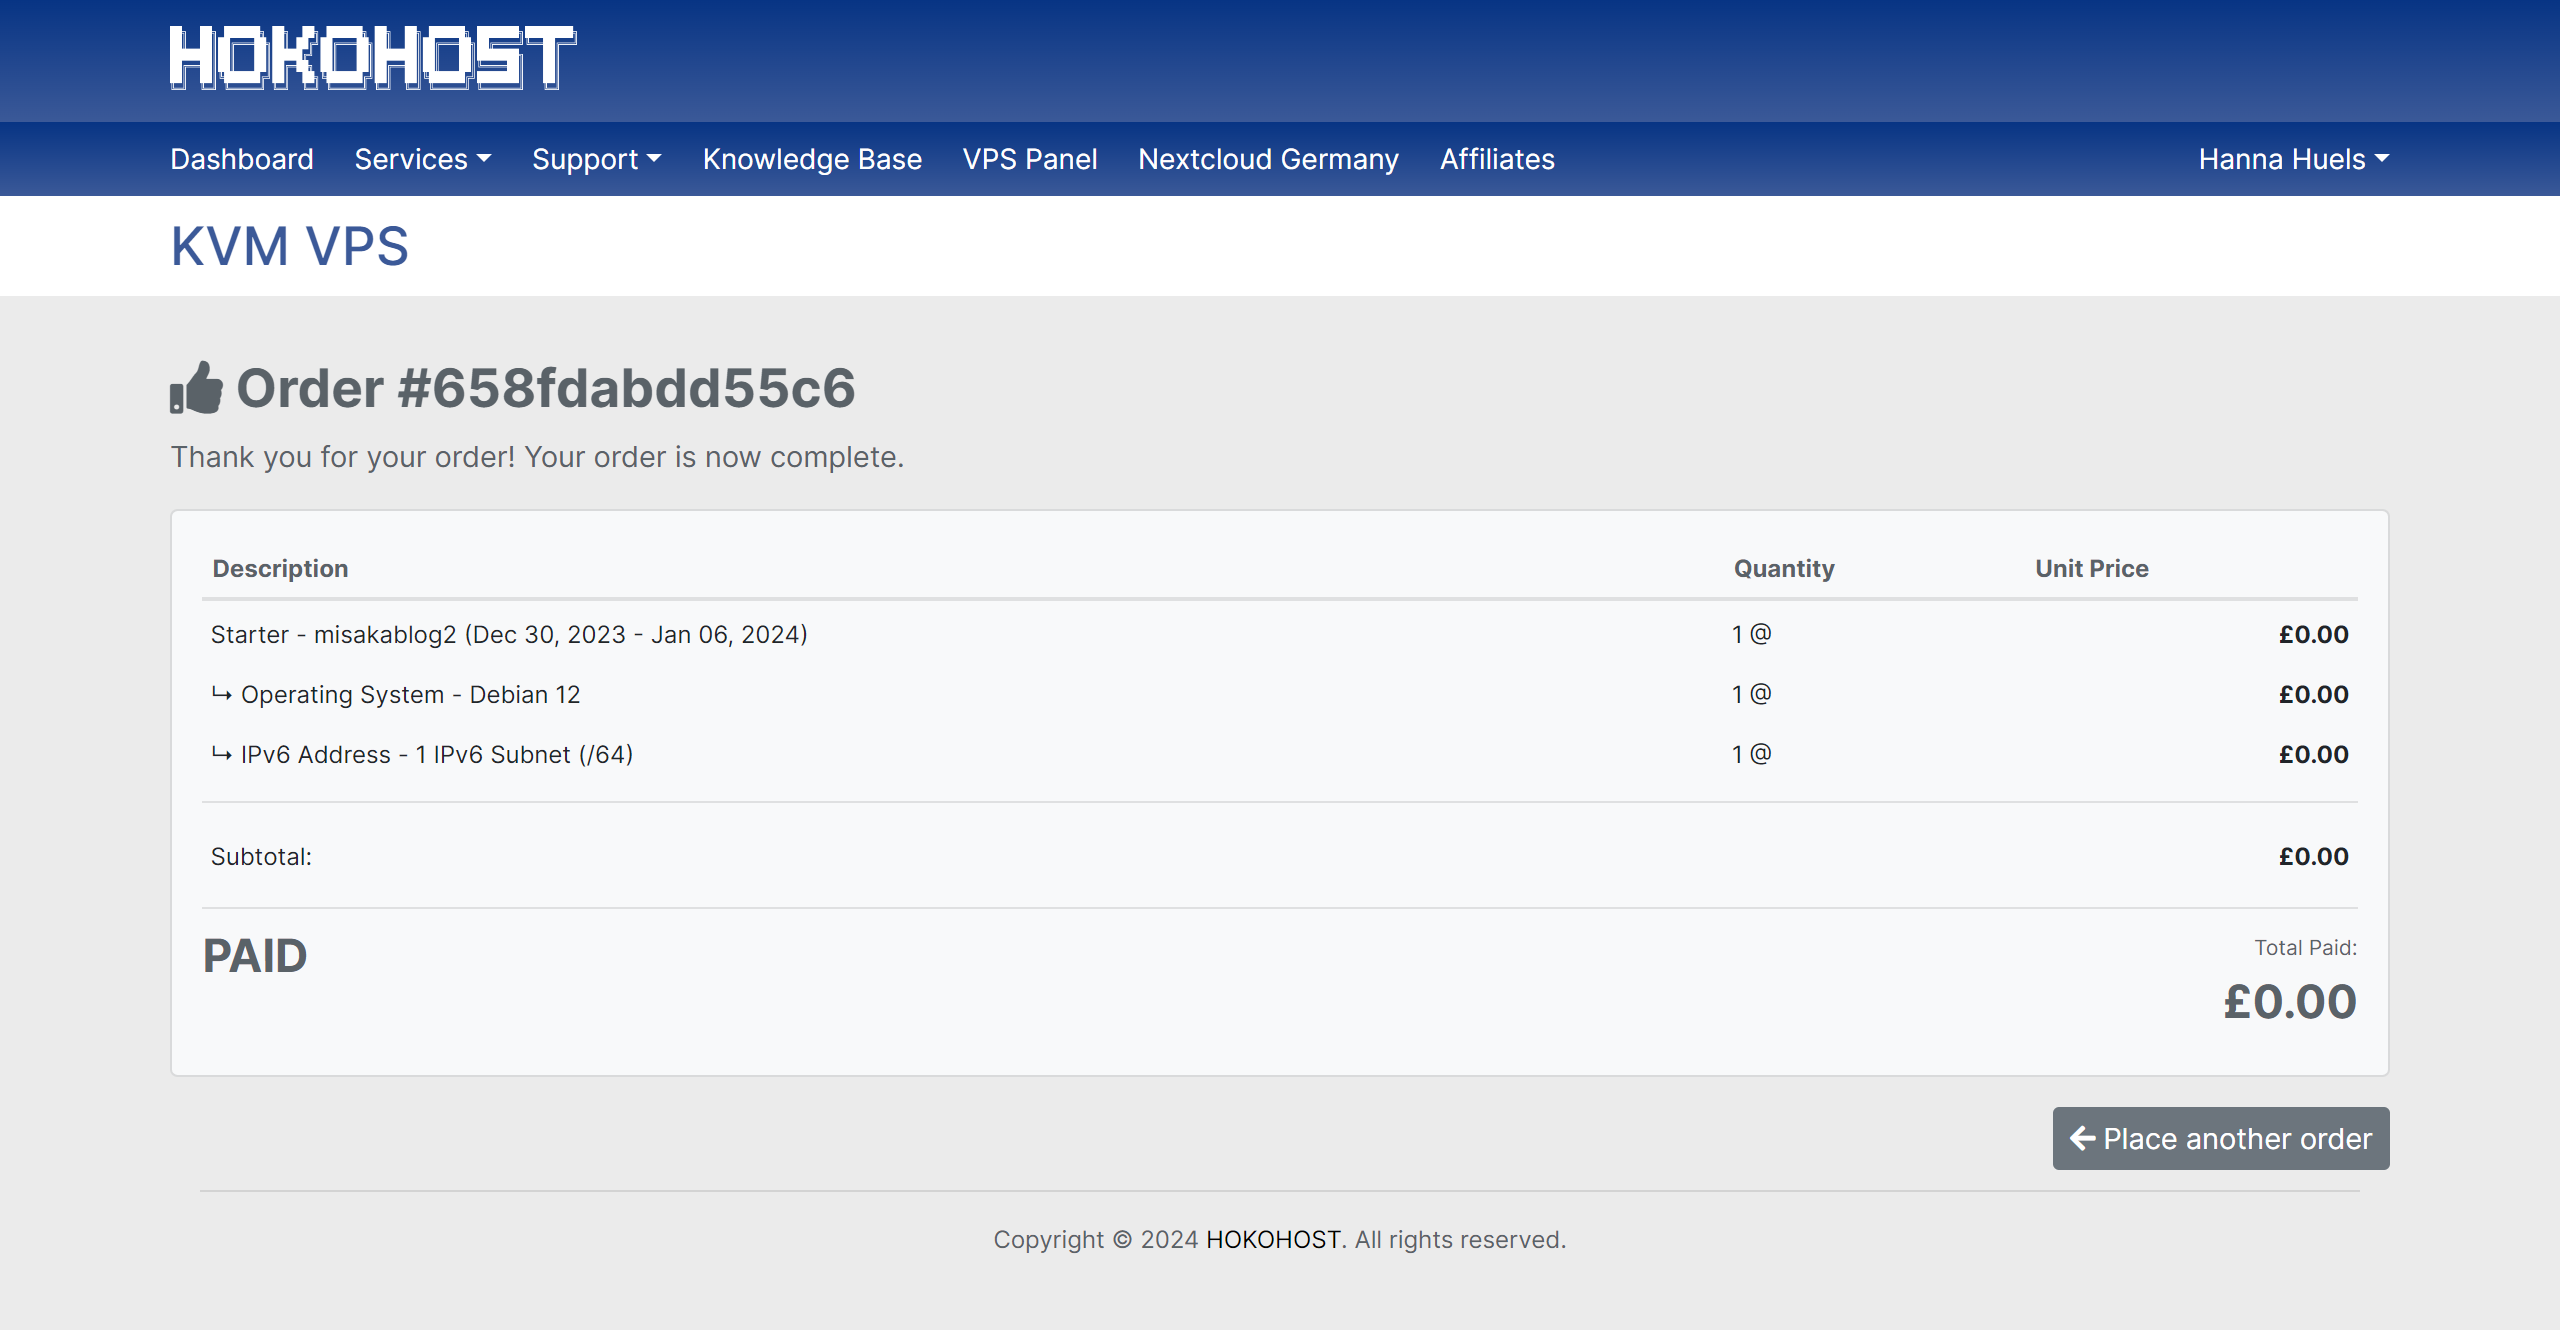 HOKOHOST
Dashboard Services Support Knowledge Base VPS Panel Nextcloud Germany Affiliates Hanna Huels
KVM VPS
Order #658fdabdd55c6
Thank you for your order! Your order is now complete.
Description Quantity Unit Price
Starter - misakablog2 (Dec 30, 2023 - Jan 06, 2024) 1 @ £0.00
↳ Operating System - Debian 12 1 @ £0.00
↳ IPv6 Address - 1 IPv6 Subnet (/64) 1 @ £0.00
Subtotal: £0.00
PAID Total Paid:
£0.00
Place another order
Copyright © 2024 HOKOHOST. All rights reserved.